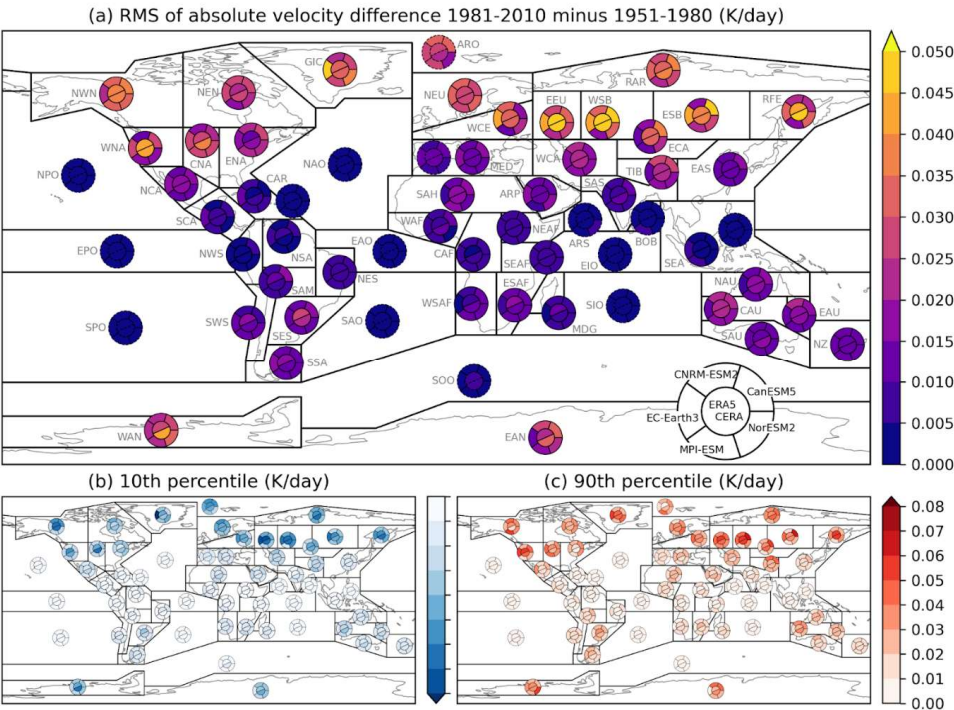 (a) RMS of absolute velocity difference 1981-2010 minus 1951-1980 (K/day)
ARO
GIC
NWN
NEN
NEU
RAR
EEU
WSB
ESB
RFE
WCE
WNA
CNA
ENA
NAO
MED
WCA
ECA
TIB
EAS
NPO
NCA
CAR
SAH
ARP
SAS
SCA
WAF
NEAF
ARS
BOB
EPO
NWS
NSA
EAO
CAF
SEAF
EIO
SEA
NES
SAM
WSAF
ESAF
NAU
SIO
CAU
EAU
SPO
SWS
SES
SAO
MDG
SAU
NZ
SSA
SOO
WAN
EAN
CNRM-ESM2
CanESM5
ERA5
CERA
EC-Earth3
NorESM2
MPI-ESM
0.050
0.045
0.040
0.035
0.030
0.025
0.020
0.015
0.010
0.005
0.000
(b) 10th percentile (K/day)
(c) 90th percentile (K/day)
0.08
0.07
0.06
0.05
0.04
0.03
0.02
0.01
0.00